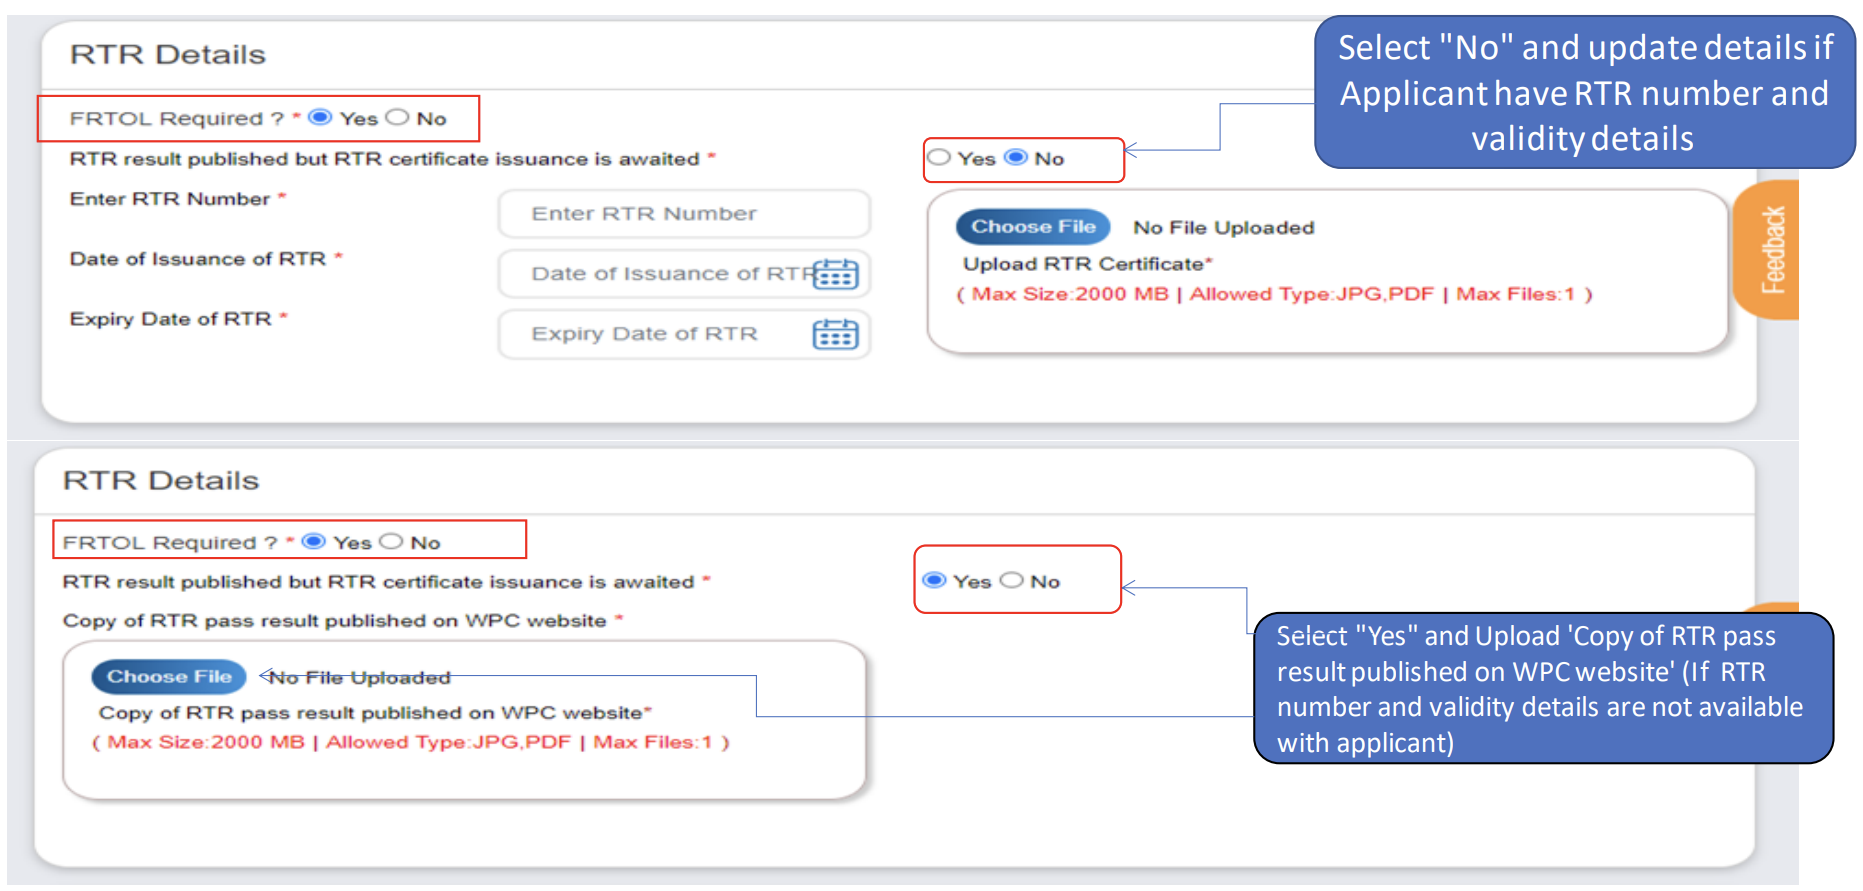 RTR Details
Select "No" and update details if
Applicant have RTR number and
validity details
FRTOL Required ? * Yes No
RTR result published but RTR certificate issuance is awaited * Yes No
Enter RTR Number *
Enter RTR Number
Choose File No File Uploaded
Upload RTR Certificate*
( Max Size:2000 MB | Allowed Type:JPG,PDF | Max Files:1 )
Date of Issuance of RTR *
Date of Issuance of RTR
Expiry Date of RTR *
Expiry Date of RTR
Feedback
RTR Details
FRTOL Required ? * Yes No
RTR result published but RTR certificate issuance is awaited * Yes No
Copy of RTR pass result published on WPC website *
Choose File No File Uploaded
Copy of RTR pass result published on WPC website*
( Max Size:2000 MB | Allowed Type:JPG,PDF | Max Files:1 )
Select "Yes" and Upload 'Copy of RTR pass
result published on WPC website' (If RTR
number and validity details are not available
with applicant)